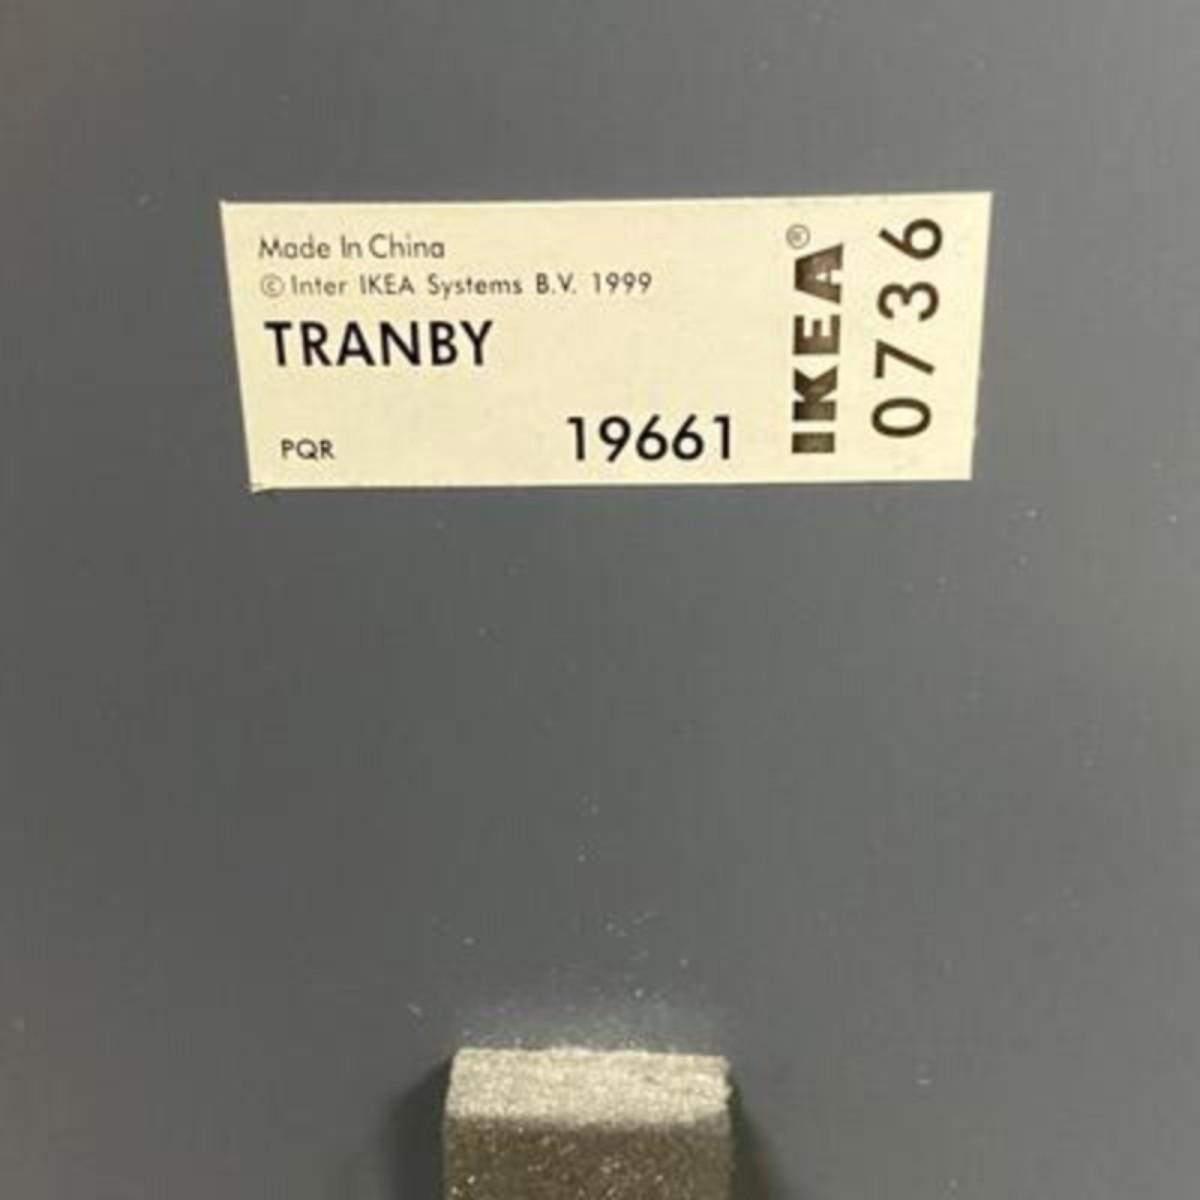 Made In China
© Inter IKEA Systems B.V. 1999
TRANBY
PQR
19661
IKEA®
0736